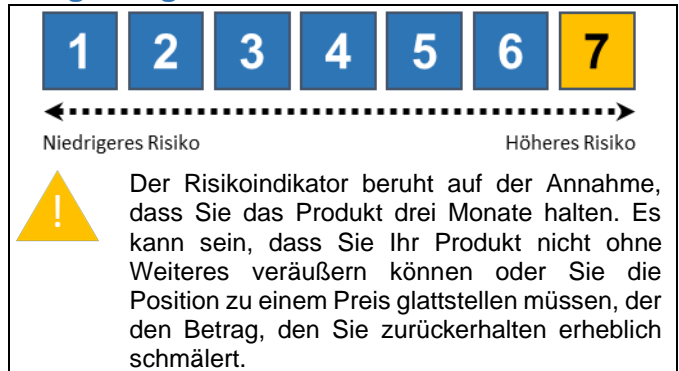 1 2 3 4 5 6 7
Niedrigeres Risiko Höheres Risiko
!
Der Risikoindikator beruht auf der Annahme,
dass Sie das Produkt drei Monate halten. Es
kann sein, dass Sie Ihr Produkt nicht ohne
Weiteres veräußern können oder Sie die
Position zu einem Preis glattstellen müssen, der
den Betrag, den Sie zurückerhalten erheblich
schmälert.